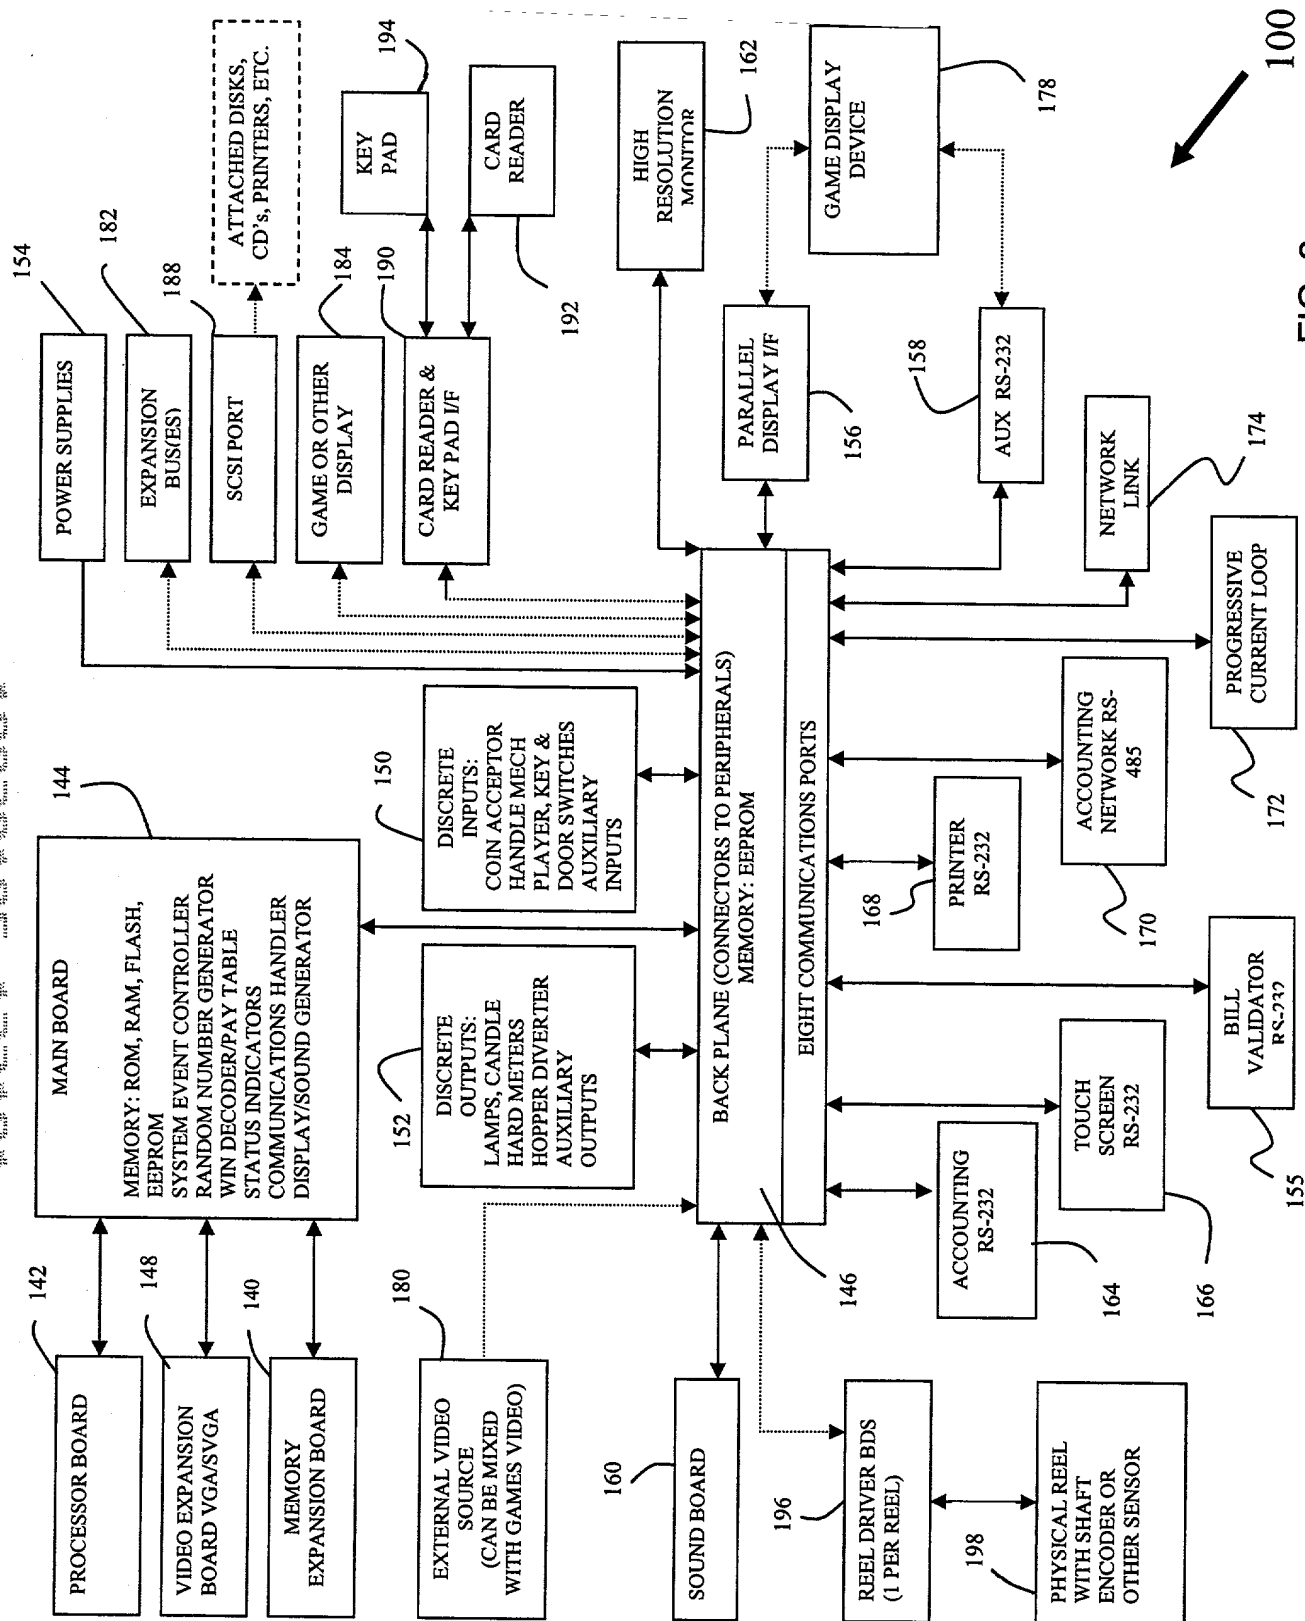 PROCESSOR BOARD
142
VIDEO EXPANSION
BOARD VGA/SVGA
148
MEMORY
EXPANSION BOARD
140
MAIN BOARD
MEMORY: ROM, RAM, FLASH,
EEPROM
SYSTEM EVENT CONTROLLER
RANDOM NUMBER GENERATOR
WIN DECODER/PAY TABLE
STATUS INDICATORS
COMMUNICATIONS HANDLER
DISPLAY/SOUND GENERATOR
144
POWER SUPPLIES
154
EXPANSION
BUS(ES)
182
SCSI PORT
188
ATTACHED DISKS,
CD's, PRINTERS, ETC.
GAME OR OTHER
DISPLAY
184
CARD READER &
KEY PAD I/F
190
KEY
PAD
194
CARD
READER
192
EXTERNAL VIDEO
SOURCE
(CAN BE MIXED
WITH GAMES VIDEO)
180
DISCRETE
OUTPUTS:
LAMPS, CANDLE
HARD METERS
HOPPER DIVERTER
AUXILIARY
OUTPUTS
152
DISCRETE
INPUTS:
COIN ACCEPTOR
HANDLE MECH
PLAYER, KEY &
DOOR SWITCHES
AUXILIARY
INPUTS
150
HIGH
RESOLUTION
MONITOR
162
SOUND BOARD
160
BACK PLANE (CONNECTORS TO PERIPHERALS)
MEMORY: EEPROM
EIGHT COMMUNICATIONS PORTS
146
PARALLEL
DISPLAY I/F
156
GAME DISPLAY
DEVICE
178
AUX RS-232
158
REEL DRIVER BDS
(1 PER REEL)
196
PHYSICAL REEL
WITH SHAFT
ENCODER OR
OTHER SENSOR
198
ACCOUNTING
RS-232
164
TOUCH
SCREEN
RS-232
166
BILL
VALIDATOR
RS-232
155
PRINTER
RS-232
168
ACCOUNTING
NETWORK RS-
485
170
PROGRESSIVE
CURRENT LOOP
172
NETWORK
LINK
174
100